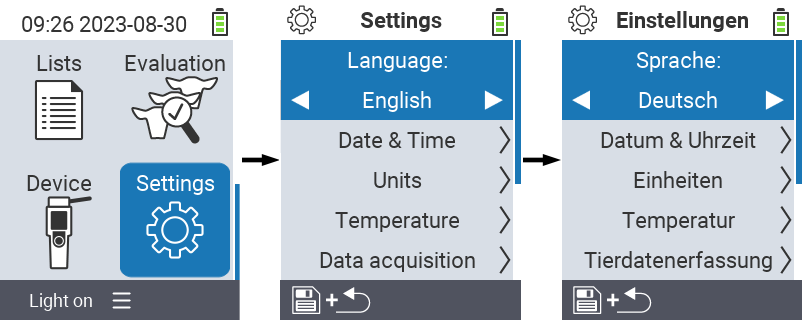 09:26 2023-08-30
Lists
Evaluation
Device
Settings
Light on
Settings
Language:
English
Date & Time
Units
Temperature
Data acquisition
+
Einstellungen
Sprache:
Deutsch
Datum & Uhrzeit
Einheiten
Temperatur
Tierdatenerfassung
+